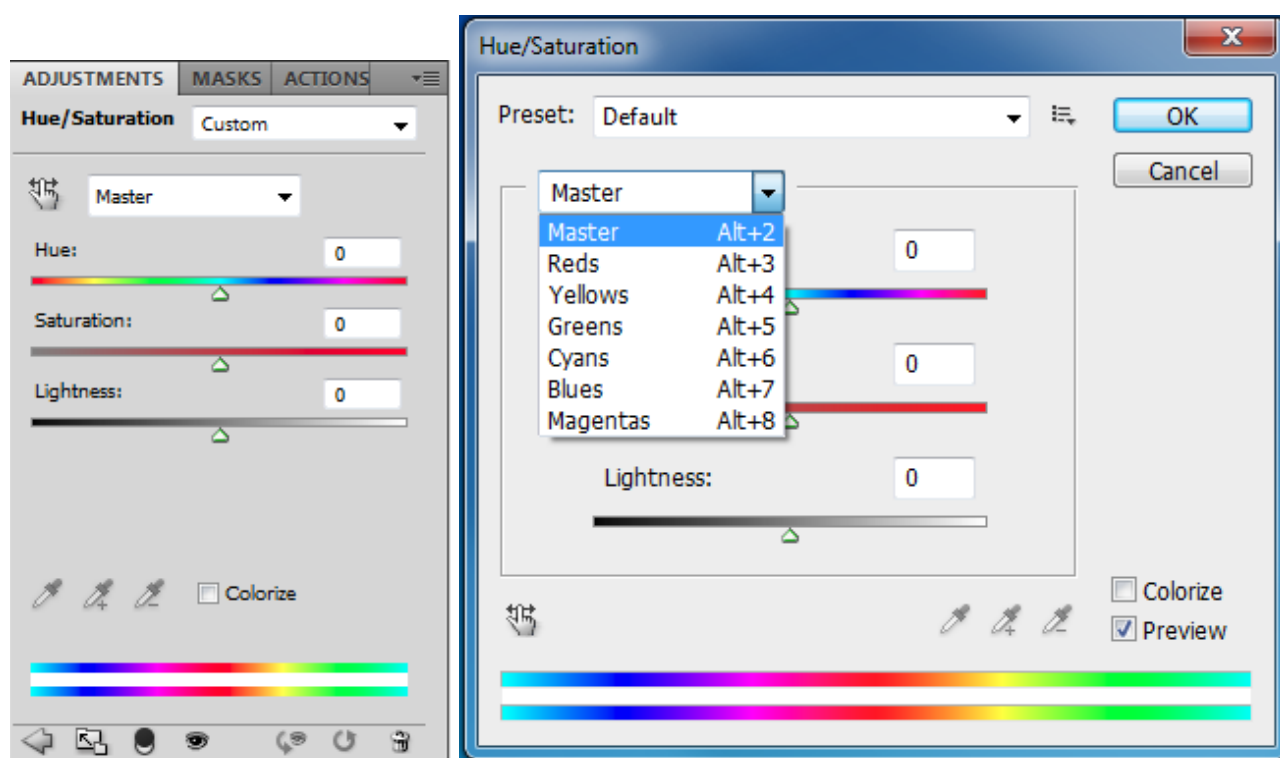 ADJUSTMENTS MASKS ACTIONS
Hue/Saturation Custom
Master
Hue: 0
Saturation: 0
Lightness: 0
Colorize
Hue/Saturation
Preset: Default OK
Cancel
Master
Master Alt+2
Reds Alt+3
Yellows Alt+4
Greens Alt+5
Cyans Alt+6
Blues Alt+7
Magentas Alt+8
0
0
Lightness: 0
Colorize
Preview